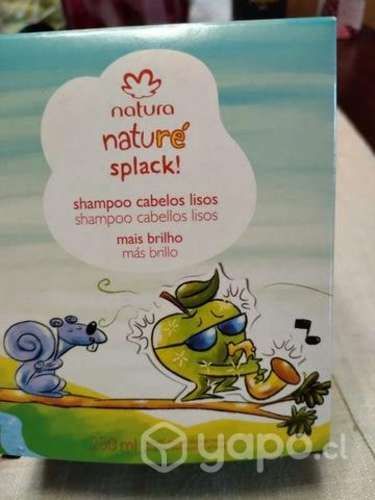 natura
naturé
splack!
shampoo cabelos lisos
shampoo cabellos lisos
mais brilho
más brillo
250 ml
yapo.cl